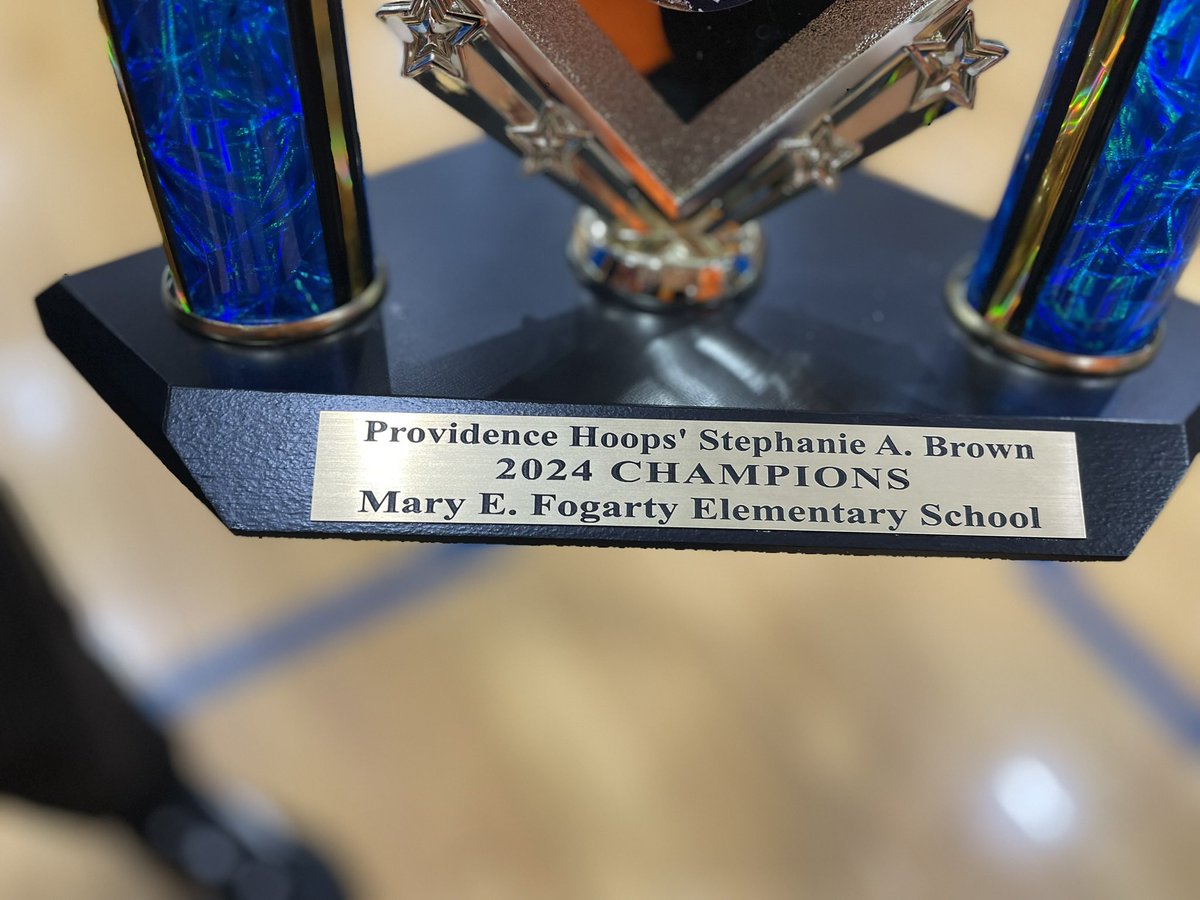 Providence Hoops' Stephanie A. Brown
2024 CHAMPIONS
Mary E. Fogarty Elementary School